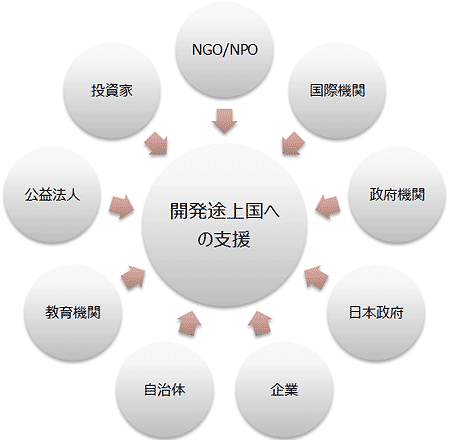 NGO/NPO
国際機関
政府機関
日本政府
企業
自治体
教育機関
公益法人
投資家
開発途上国へ
の支援